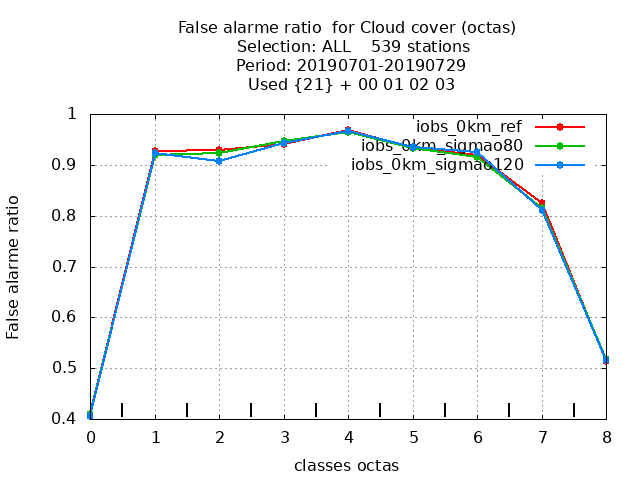 False alarme ratio  for Cloud cover (octas)
Selection: ALL    539 stations
Period: 20190701-20190729
Used {21} + 00 01 02 03
iobs_0km_ref
iobs_0km_sigmao80
iobs_0km_sigmao120
False alarme ratio
1
0.9
0.8
0.7
0.6
0.5
0.4
0 1 2 3 4 5 6 7 8
classes octas